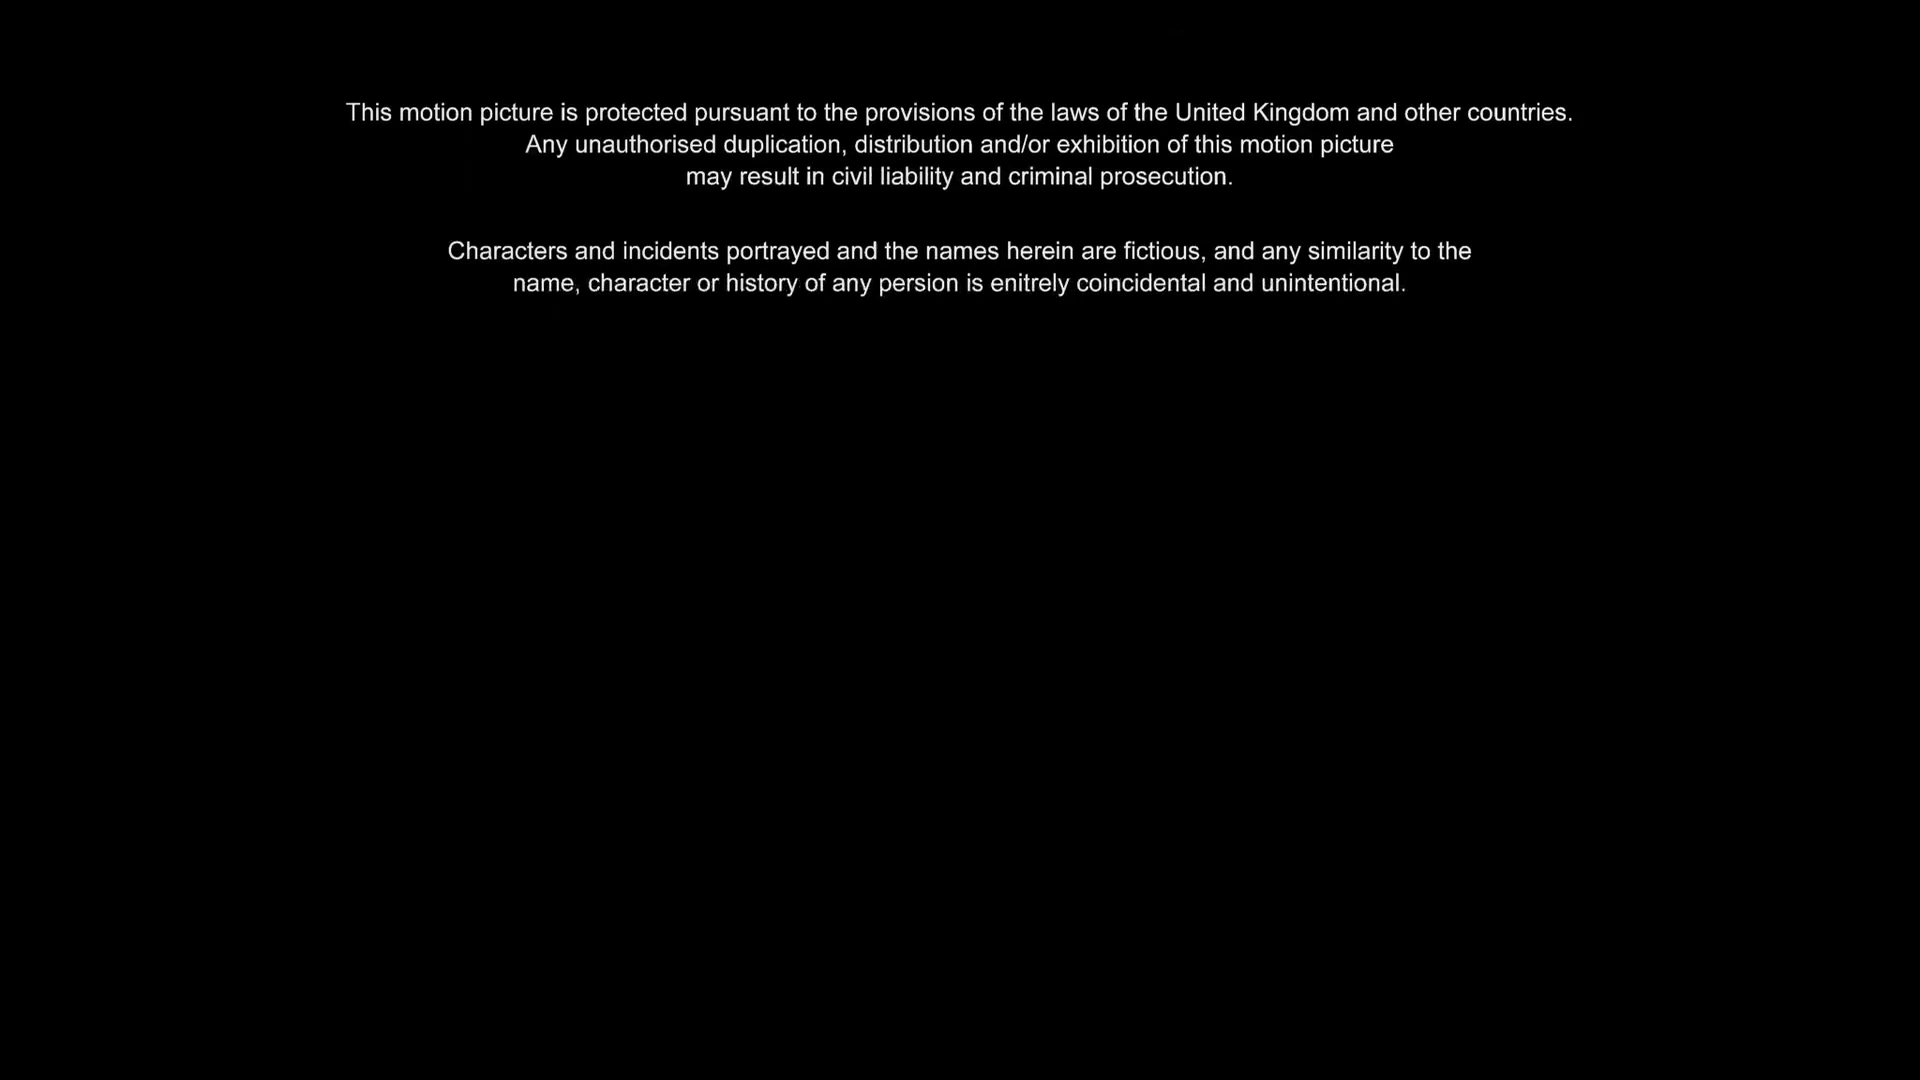 This motion picture is protected pursuant to the provisions of the laws of the United Kingdom and other countries.
Any unauthorised duplication, distribution and/or exhibition of this motion picture
may result in civil liability and criminal prosecution.
Characters and incidents portrayed and the names herein are fictious, and any similarity to the
name, character or history of any persion is enitrely coincidental and unintentional.